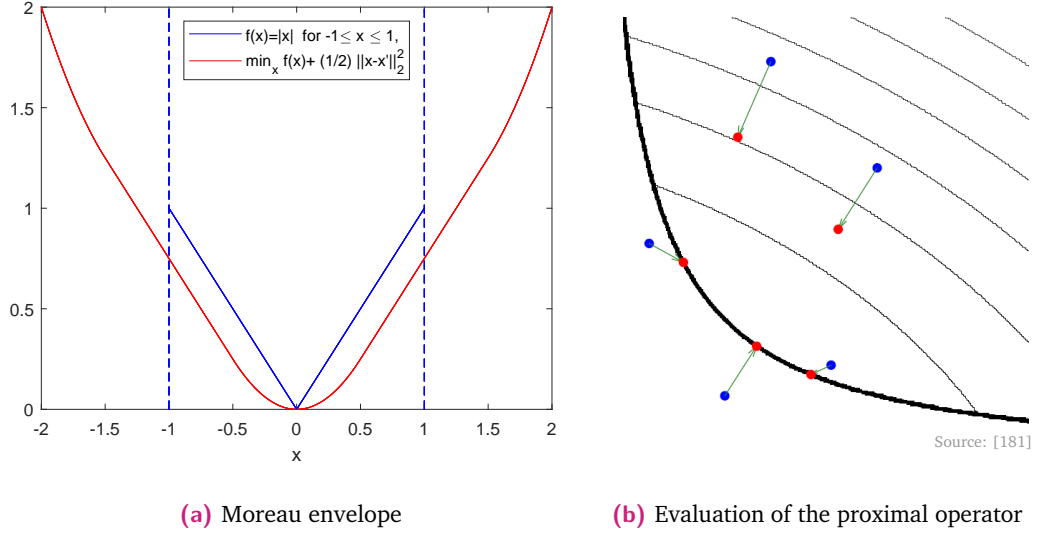 2
1.5
1
0.5
0
-2 -1.5 -1 -0.5 0 0.5 1 1.5 2
x
f(x)=|x| for -1≤ x ≤ 1,
min_x f(x)+ (1/2) ||x-x'||_2^2
Source: [181]
(a) Moreau envelope
(b) Evaluation of the proximal operator